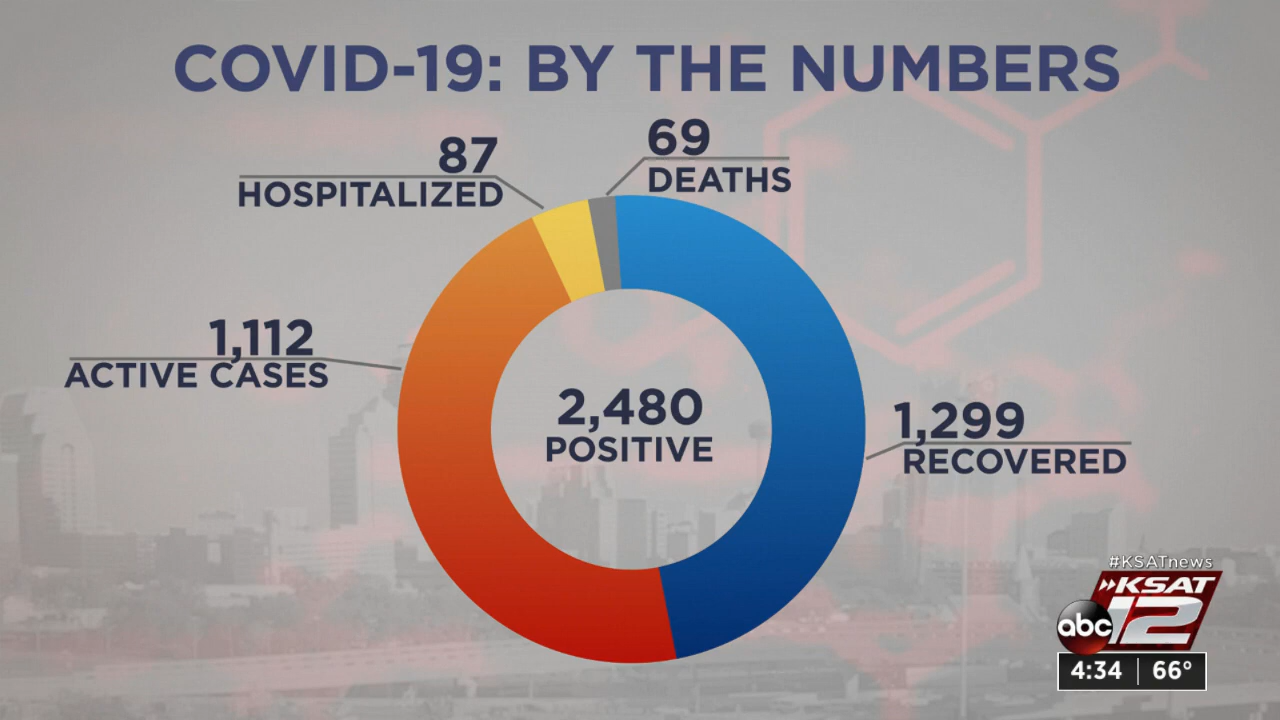 COVID-19: BY THE NUMBERS
87
HOSPITALIZED
69
DEATHS
1,112
ACTIVE CASES
2,480
POSITIVE
1,299
RECOVERED
#KSATnews
KSAT
abc 12
4:34 66°